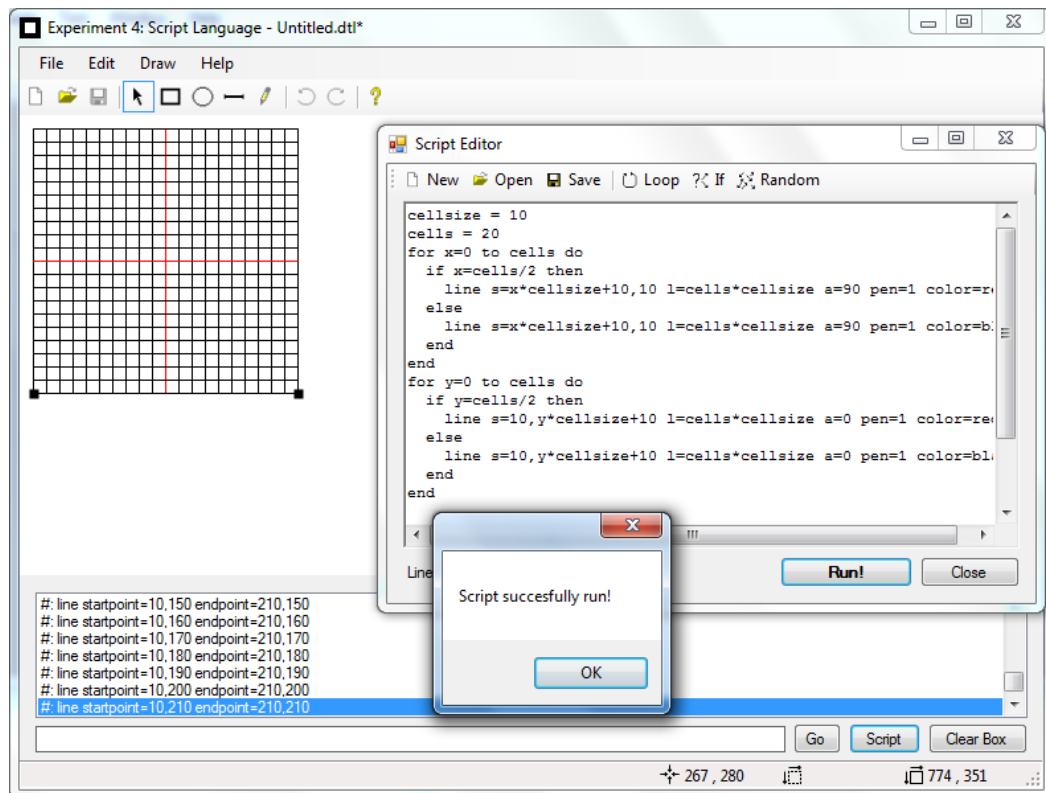 Experiment 4: Script Language - Untitled.dtl*
File Edit Draw Help
Script Editor
New Open Save Loop If Random
cellsize = 10
cells = 20
for x=0 to cells do
if x=cells/2 then
line s=x*cellsize+10,10 l=cells*cellsize a=90 pen=1 color=r
else
line s=x*cellsize+10,10 l=cells*cellsize a=90 pen=1 color=b
end
end
for y=0 to cells do
if y=cells/2 then
line s=10,y*cellsize+10 l=cells*cellsize a=0 pen=1 color=re
else
line s=10,y*cellsize+10 l=cells*cellsize a=0 pen=1 color=bl
end
end
Line
Run! Close
Script succesfully run!
OK
#: line startpoint=10,150 endpoint=210,150
#: line startpoint=10,160 endpoint=210,160
#: line startpoint=10,170 endpoint=210,170
#: line startpoint=10,180 endpoint=210,180
#: line startpoint=10,190 endpoint=210,190
#: line startpoint=10,200 endpoint=210,200
#: line startpoint=10,210 endpoint=210,210
Go Script Clear Box
267 , 280 774 , 351